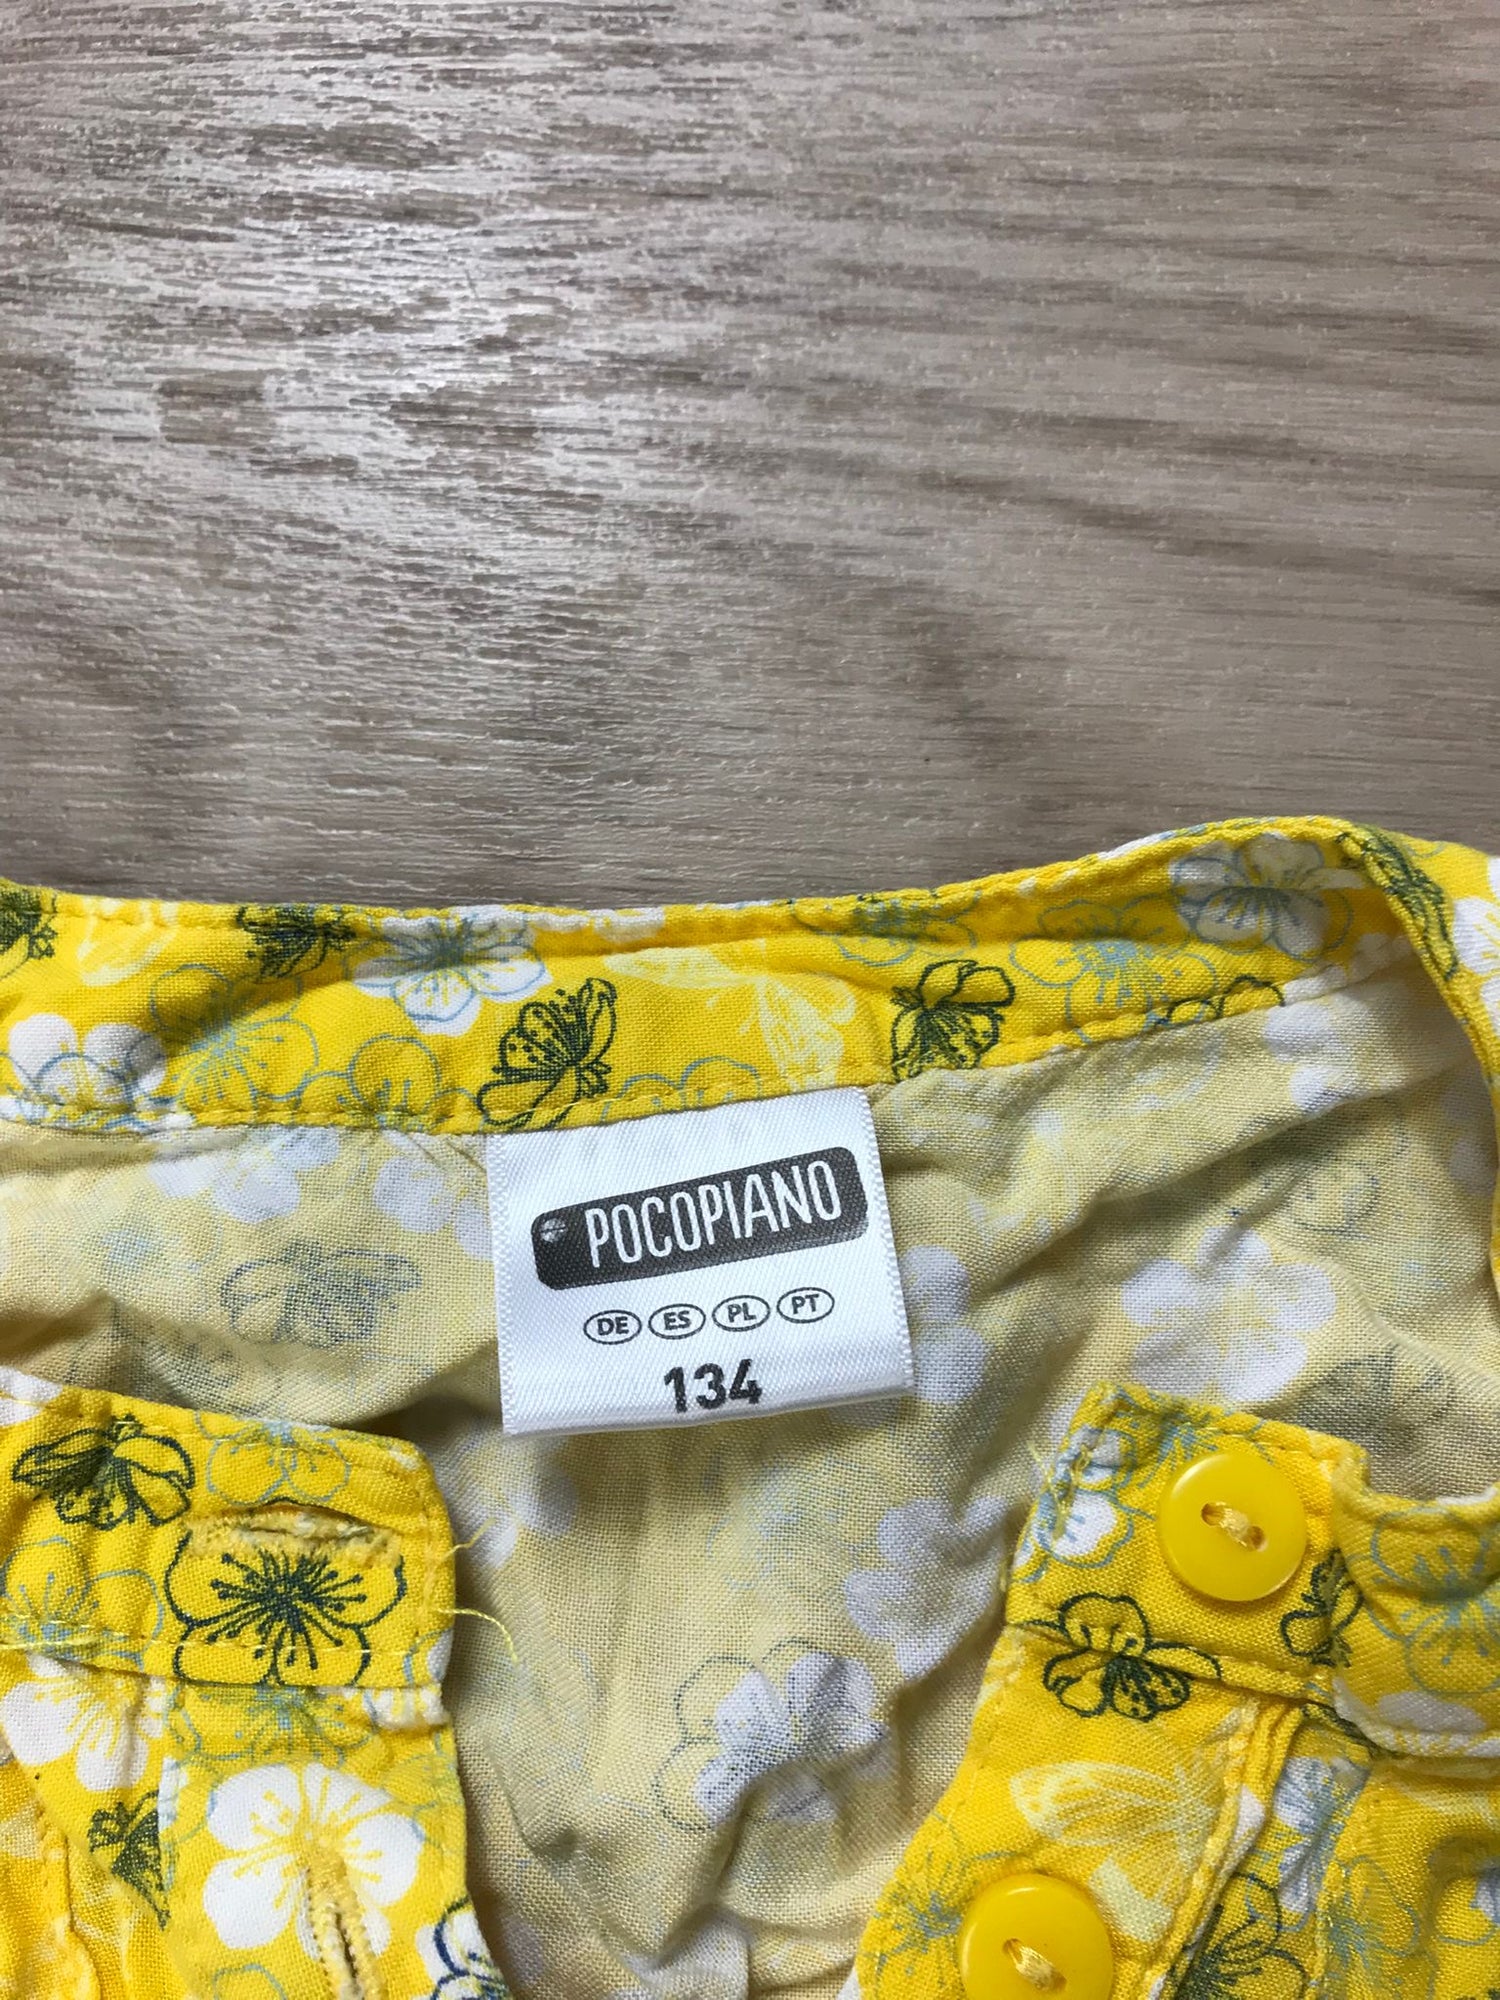 POCOPIANO
DE ES PL PT
134